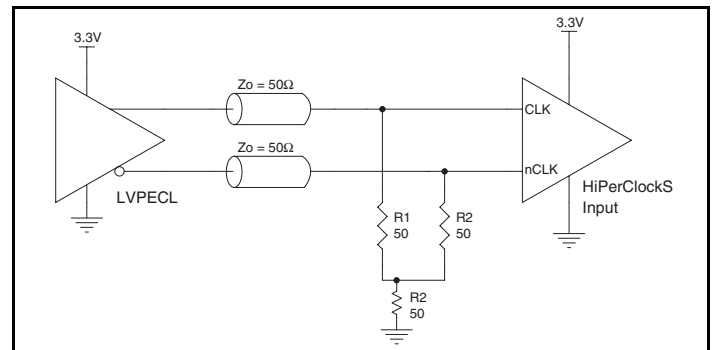 3.3V
3.3V
Zo = 50Ω
CLK
Zo = 50Ω
nCLK
LVPECL
HiPerClockS
Input
R1
50
R2
50
R2
50